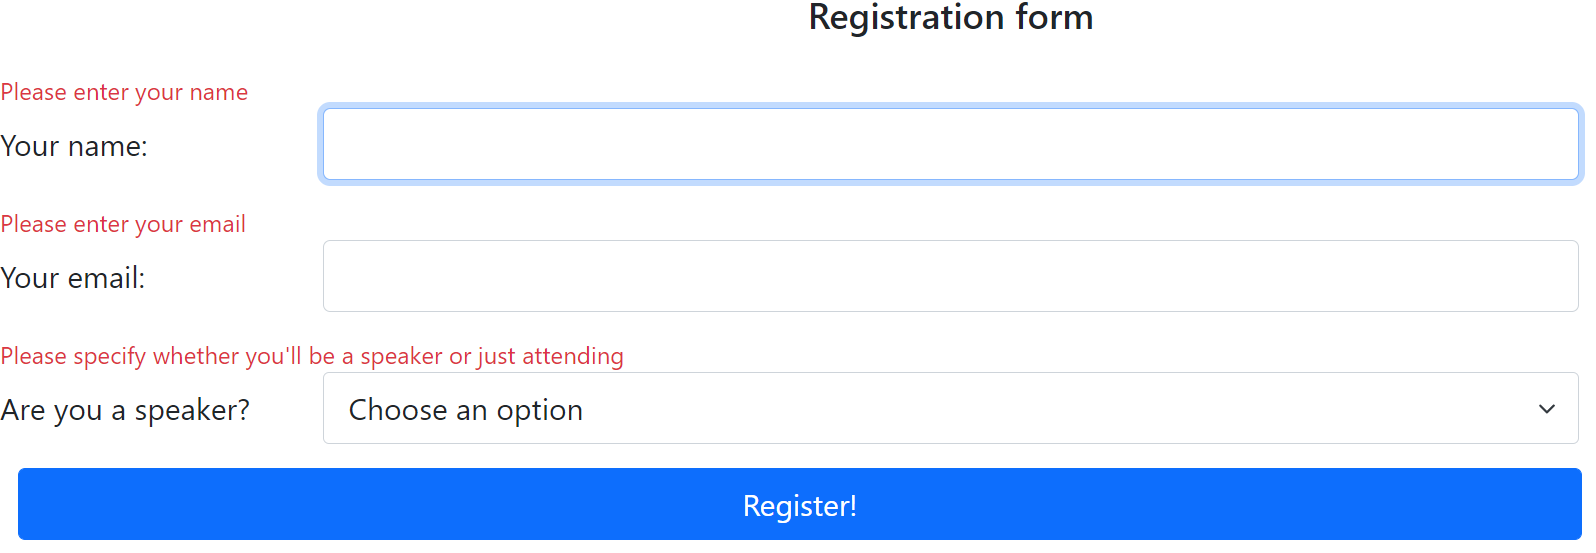 Registration form
Please enter your name
Your name:
Please enter your email
Your email:
Please specify whether you'll be a speaker or just attending
Are you a speaker? Choose an option
Register!